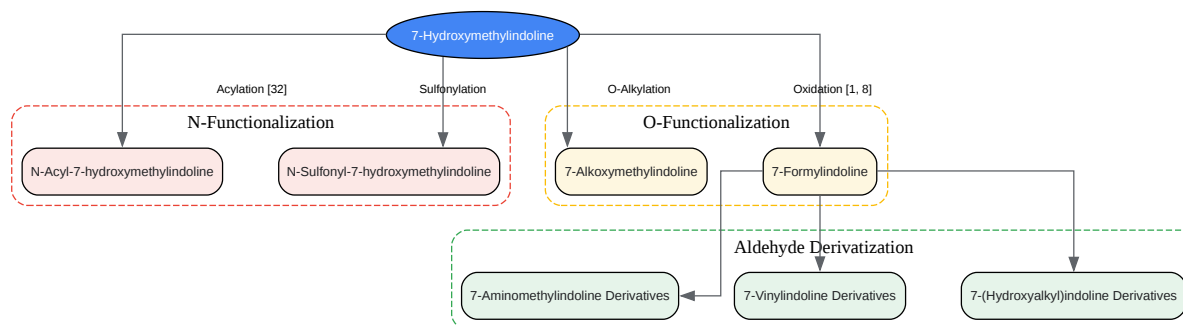 7-Hydroxymethylindoline
Acylation [32]
Sulfonylation
O-Alkylation
Oxidation [1, 8]
N-Functionalization
O-Functionalization
N-Acyl-7-hydroxymethylindoline
N-Sulfonyl-7-hydroxymethylindoline
7-Alkoxymethylindoline
7-Formylindoline
Aldehyde Derivatization
7-Aminomethylindoline Derivatives
7-Vinylindoline Derivatives
7-(Hydroxyalkyl)indoline Derivatives